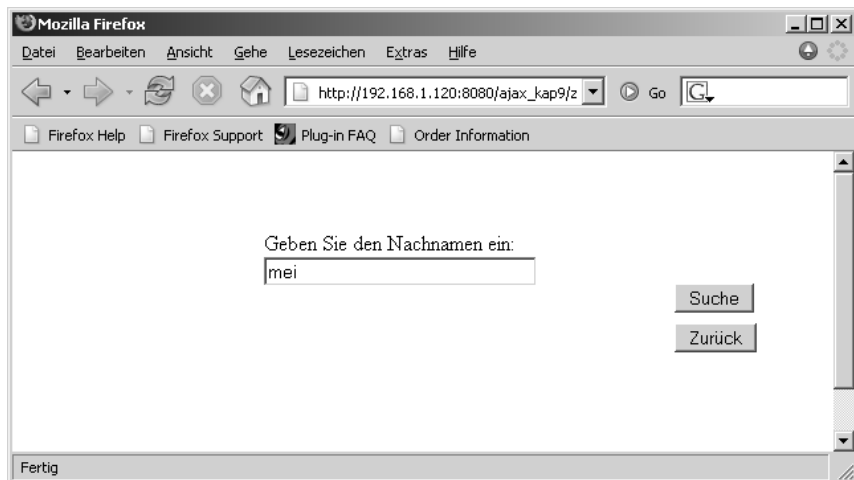 Mozilla Firefox
Datei Bearbeiten Ansicht Gehe Lesezeichen Extras Hilfe
http://192.168.1.120:8080/ajax_kap9/z Go G
Firefox Help Firefox Support Plug-in FAQ Order Information
Geben Sie den Nachnamen ein:
mei
Suche
Zurück
Fertig